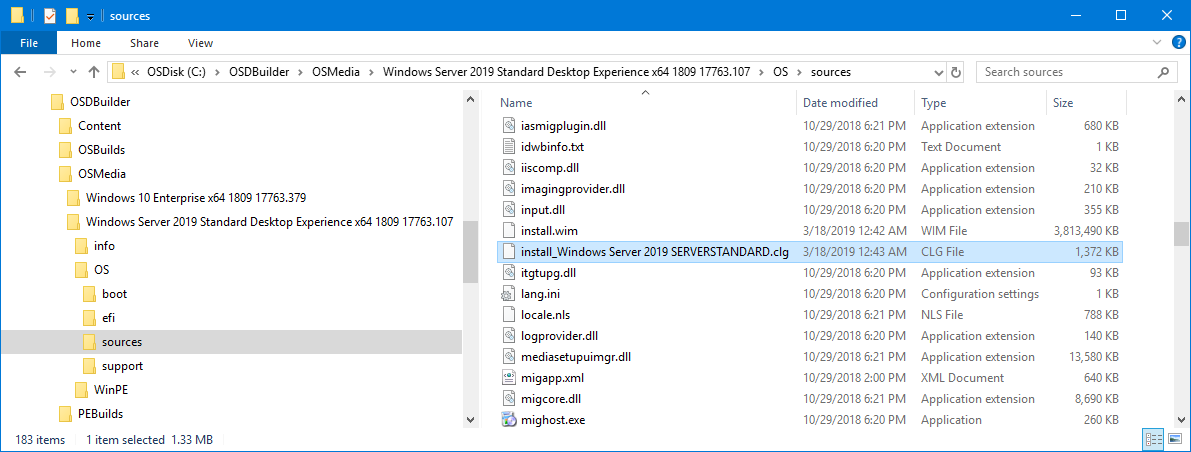 sources
File Home Share View
« OSDisk (C:) › OSDBuilder › OSMedia › Windows Server 2019 Standard Desktop Experience x64 1809 17763.107 › OS › sources Search sources
OSDBuilder
Content
OSBuilds
OSMedia
Windows 10 Enterprise x64 1809 17763.379
Windows Server 2019 Standard Desktop Experience x64 1809 17763.107
info
OS
boot
efi
sources
support
WinPE
PEBuilds
Name Date modified Type Size
iasmigplugin.dll 10/29/2018 6:21 PM Application extension 680 KB
idwbinfo.txt 10/29/2018 6:20 PM Text Document 1 KB
iiscomp.dll 10/29/2018 6:20 PM Application extension 32 KB
imagingprovider.dll 10/29/2018 6:20 PM Application extension 210 KB
input.dll 10/29/2018 6:20 PM Application extension 355 KB
install.wim 3/18/2019 12:42 AM WIM File 3,813,490 KB
install_Windows Server 2019 SERVERSTANDARD.clg 3/18/2019 12:43 AM CLG File 1,372 KB
itgtupg.dll 10/29/2018 6:20 PM Application extension 93 KB
lang.ini 10/29/2018 6:20 PM Configuration settings 1 KB
locale.nls 10/29/2018 6:21 PM NLS File 788 KB
logprovider.dll 10/29/2018 6:20 PM Application extension 140 KB
mediasetupuimgr.dll 10/29/2018 6:21 PM Application extension 13,580 KB
migapp.xml 10/29/2018 2:00 PM XML Document 640 KB
migcore.dll 10/29/2018 6:21 PM Application extension 8,690 KB
mighost.exe 10/29/2018 6:20 PM Application 260 KB
183 items 1 item selected 1.33 MB